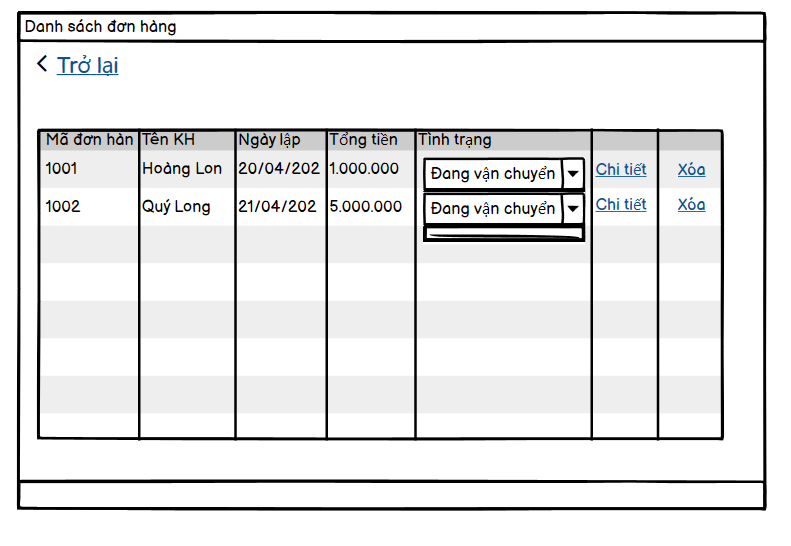 Danh sách đơn hàng
Trở lại
Mã đơn hàn Tên KH Ngày lập Tổng tiền Tình trạng
1001 Hoàng Lon 20/04/202 1.000.000 Đang vận chuyển Chi tiết Xóa
1002 Quý Long 21/04/202 5.000.000 Đang vận chuyển Chi tiết Xóa